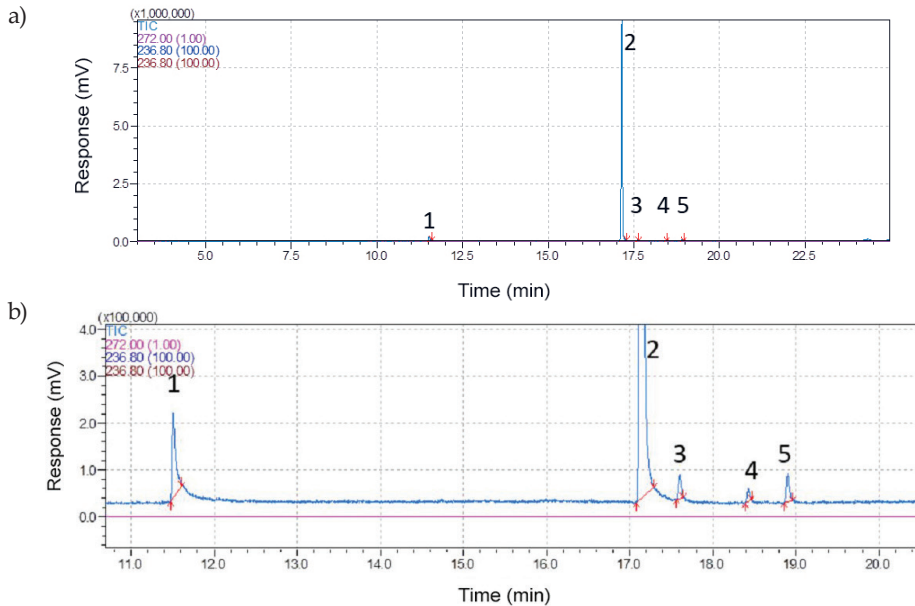 a)
(x1,000,000)
TIC
272.00 (1.00)
236.80 (100.00)
236.80 (100.00)
7.5
5.0
2.5
0.0
Response (mV)
1
2
3 4 5
5.0 7.5 10.0 12.5 15.0 17.5 20.0 22.5
Time (min)
b)
(x100,000)
TIC
272.00 (1.00)
236.80 (100.00)
236.80 (100.00)
4.0
3.0
2.0
1.0
0.0
Response (mV)
1
2
3
4
5
11.0 12.0 13.0 14.0 15.0 16.0 17.0 18.0 19.0 20.0
Time (min)